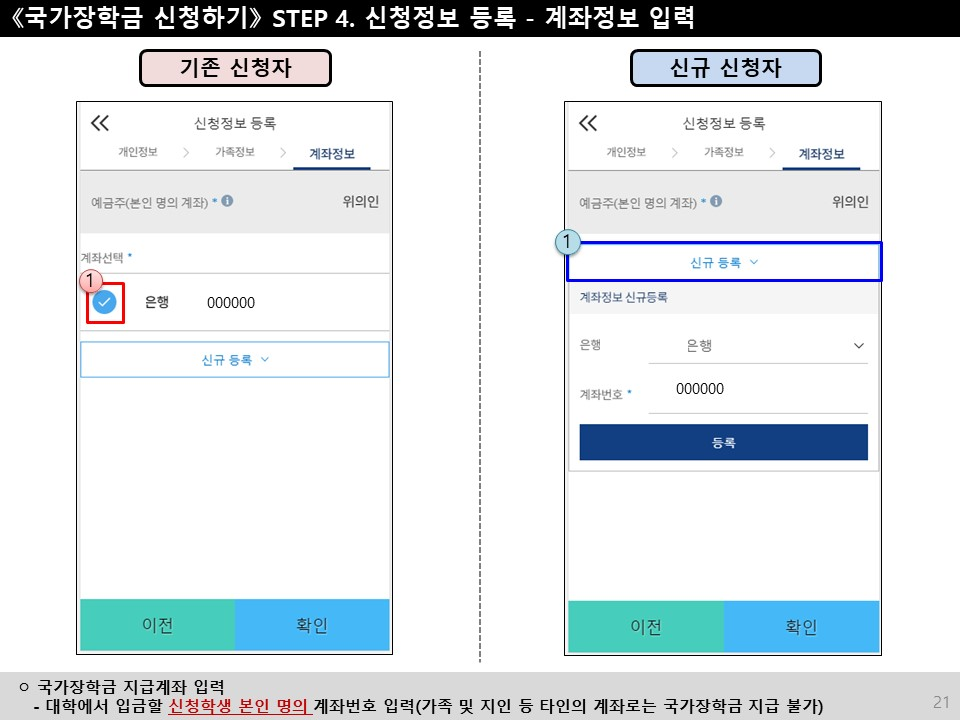 《국가장학금 신청하기》 STEP 4. 신청정보 등록 - 계좌정보 입력
기존 신청자
신청정보 등록
개인정보 > 가족정보 > 계좌정보
예금주(본인 명의 계좌) * 위의인
계좌선택 *
1
은행 000000
신규 등록
이전 확인
신규 신청자
신청정보 등록
개인정보 > 가족정보 > 계좌정보
예금주(본인 명의 계좌) * 위의인
1
신규 등록
계좌정보 신규등록
은행 은행
계좌번호 * 000000
등록
이전 확인
○ 국가장학금 지급계좌 입력
- 대학에서 입금할 신청학생 본인 명의 계좌번호 입력(가족 및 지인 등 타인의 계좌로는 국가장학금 지급 불가)
21